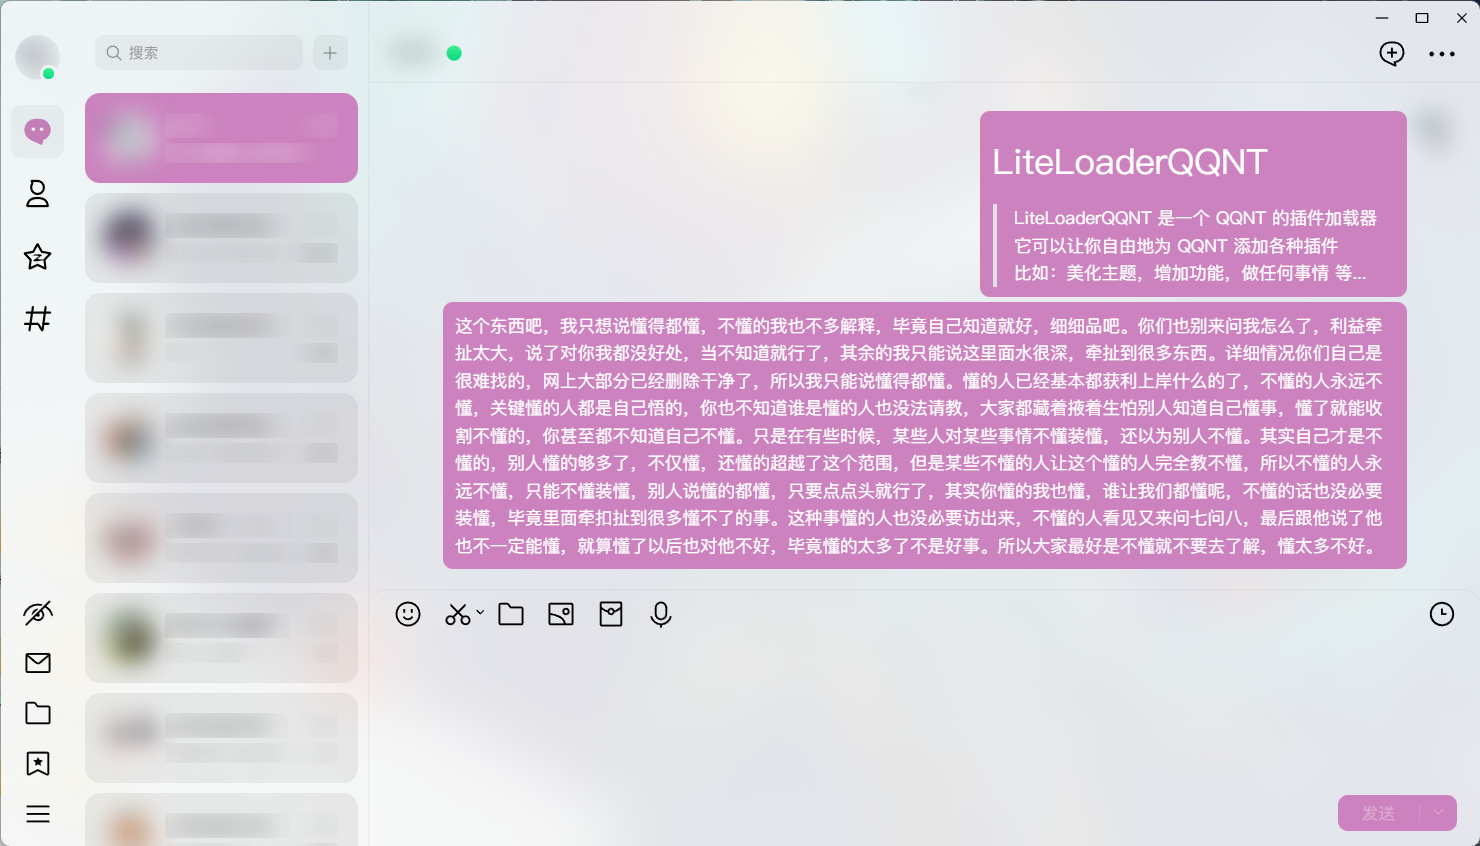 搜索
LiteLoaderQQNT
LiteLoaderQQNT 是一个 QQNT 的插件加载器
它可以让你自由地为 QQNT 添加各种插件
比如：美化主题，增加功能，做任何事情 等...
这个东西吧，我只想说懂得都懂，不懂的我也不多解释，毕竟自己知道就好，细细品吧。你们也别来问我怎么了，利益牵
扯太大，说了对你我都没好处，当不知道就行了，其余的我只能说这里面水很深，牵扯到很多东西。详细情况你们自己是
很难找的，网上大部分已经删除干净了，所以我只能说懂得都懂。懂的人已经基本都获利上岸什么的了，不懂的人永远不
懂，关键懂的人都是自己悟的，你也不知道谁是懂的人也没法请教，大家都藏着掖着生怕别人知道自己懂事，懂了就能收
割不懂的，你甚至都不知道自己不懂。只是在有些时候，某些人对某些事情不懂装懂，还以为别人不懂。其实自己才是不
懂的，别人懂的够多了，不仅懂，还懂的超越了这个范围，但是某些不懂的人让这个懂的人完全教不懂，所以不懂的人永
远不懂，只能不懂装懂，别人说懂的都懂，只要点点头就行了，其实你懂的我也懂，谁让我们都懂呢，不懂的话也没必要
装懂，毕竟里面牵扣扯到很多懂不了的事。这种事懂的人也没必要访出来，不懂的人看见又来问七问八，最后跟他说了他
也不一定能懂，就算懂了以后也对他不好，毕竟懂的太多了不是好事。所以大家最好是不懂就不要去了解，懂太多不好。
发送